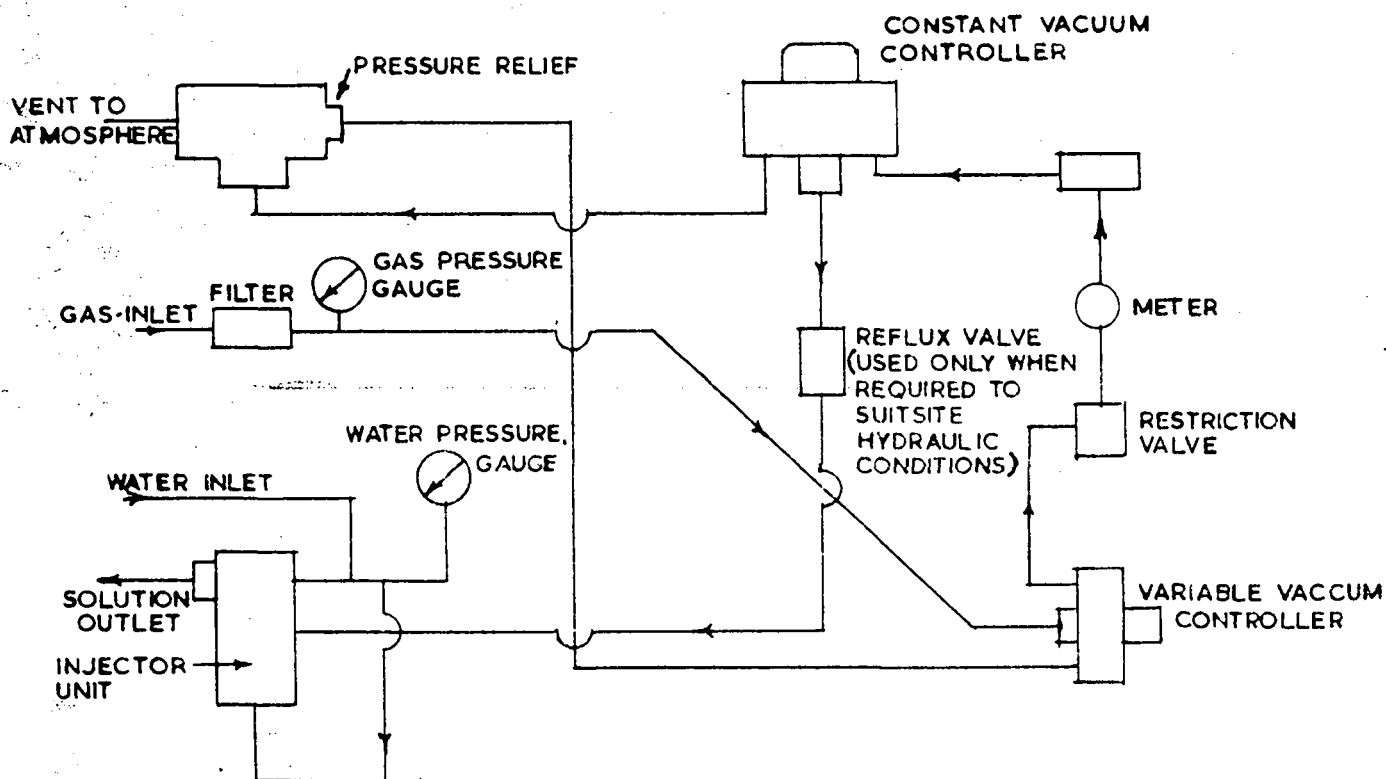 CONSTANT VACUUM
CONTROLLER
PRESSURE RELIEF
VENT TO
ATMOSPHERE
GAS PRESSURE
GAUGE
FILTER
GAS-INLET
METER
REFLUX VALVE
(USED ONLY WHEN
REQUIRED TO
SUITSITE
HYDRAULIC
CONDITIONS)
RESTRICTION
VALVE
WATER PRESSURE.
GAUGE
WATER INLET
SOLUTION
OUTLET
VARIABLE VACCUM
CONTROLLER
INJECTOR
UNIT